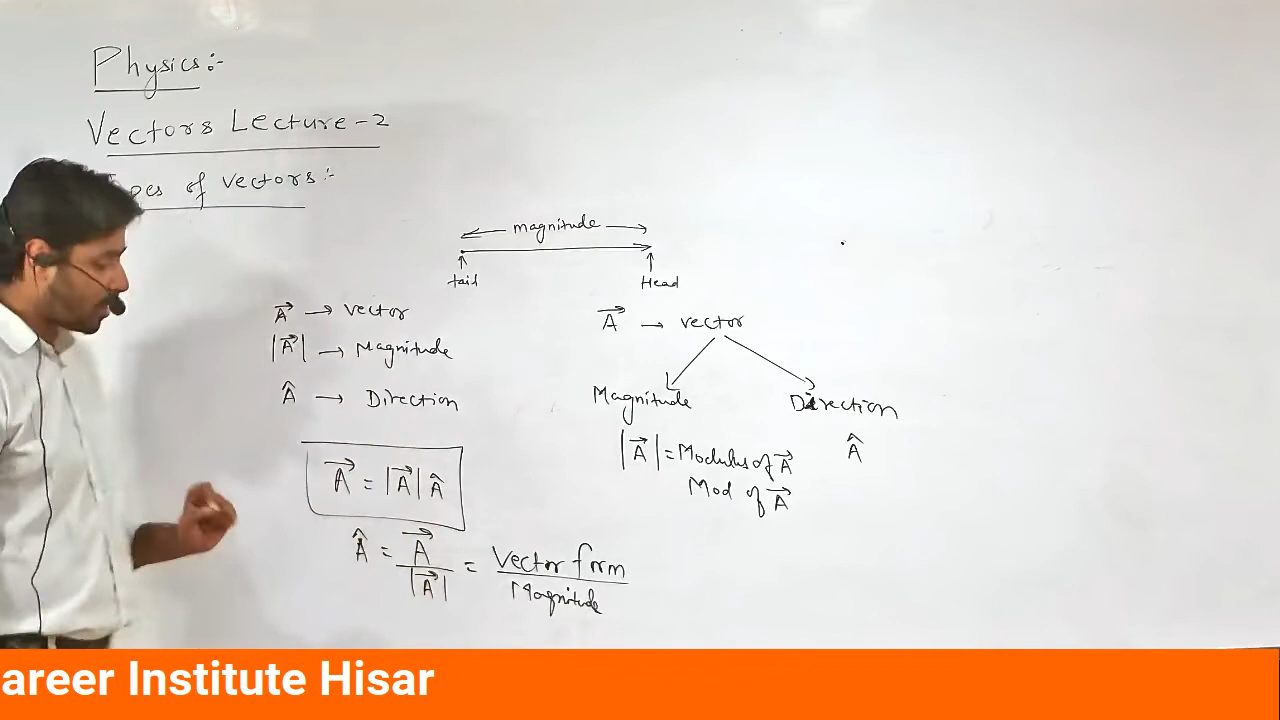 Physics:-
Vectors Lecture-2
Types of vectors:-
magnitude
tail
Head
A⃗ → vector
|A⃗| → Magnitude
Â → Direction
A⃗ = |A⃗| Â
Â = A⃗ / |A⃗| = Vector form / Magnitude
A⃗ → vector
Magnitude Direction
|A⃗| = Modulus of A⃗ Â
Mod of A⃗
areer Institute Hisar